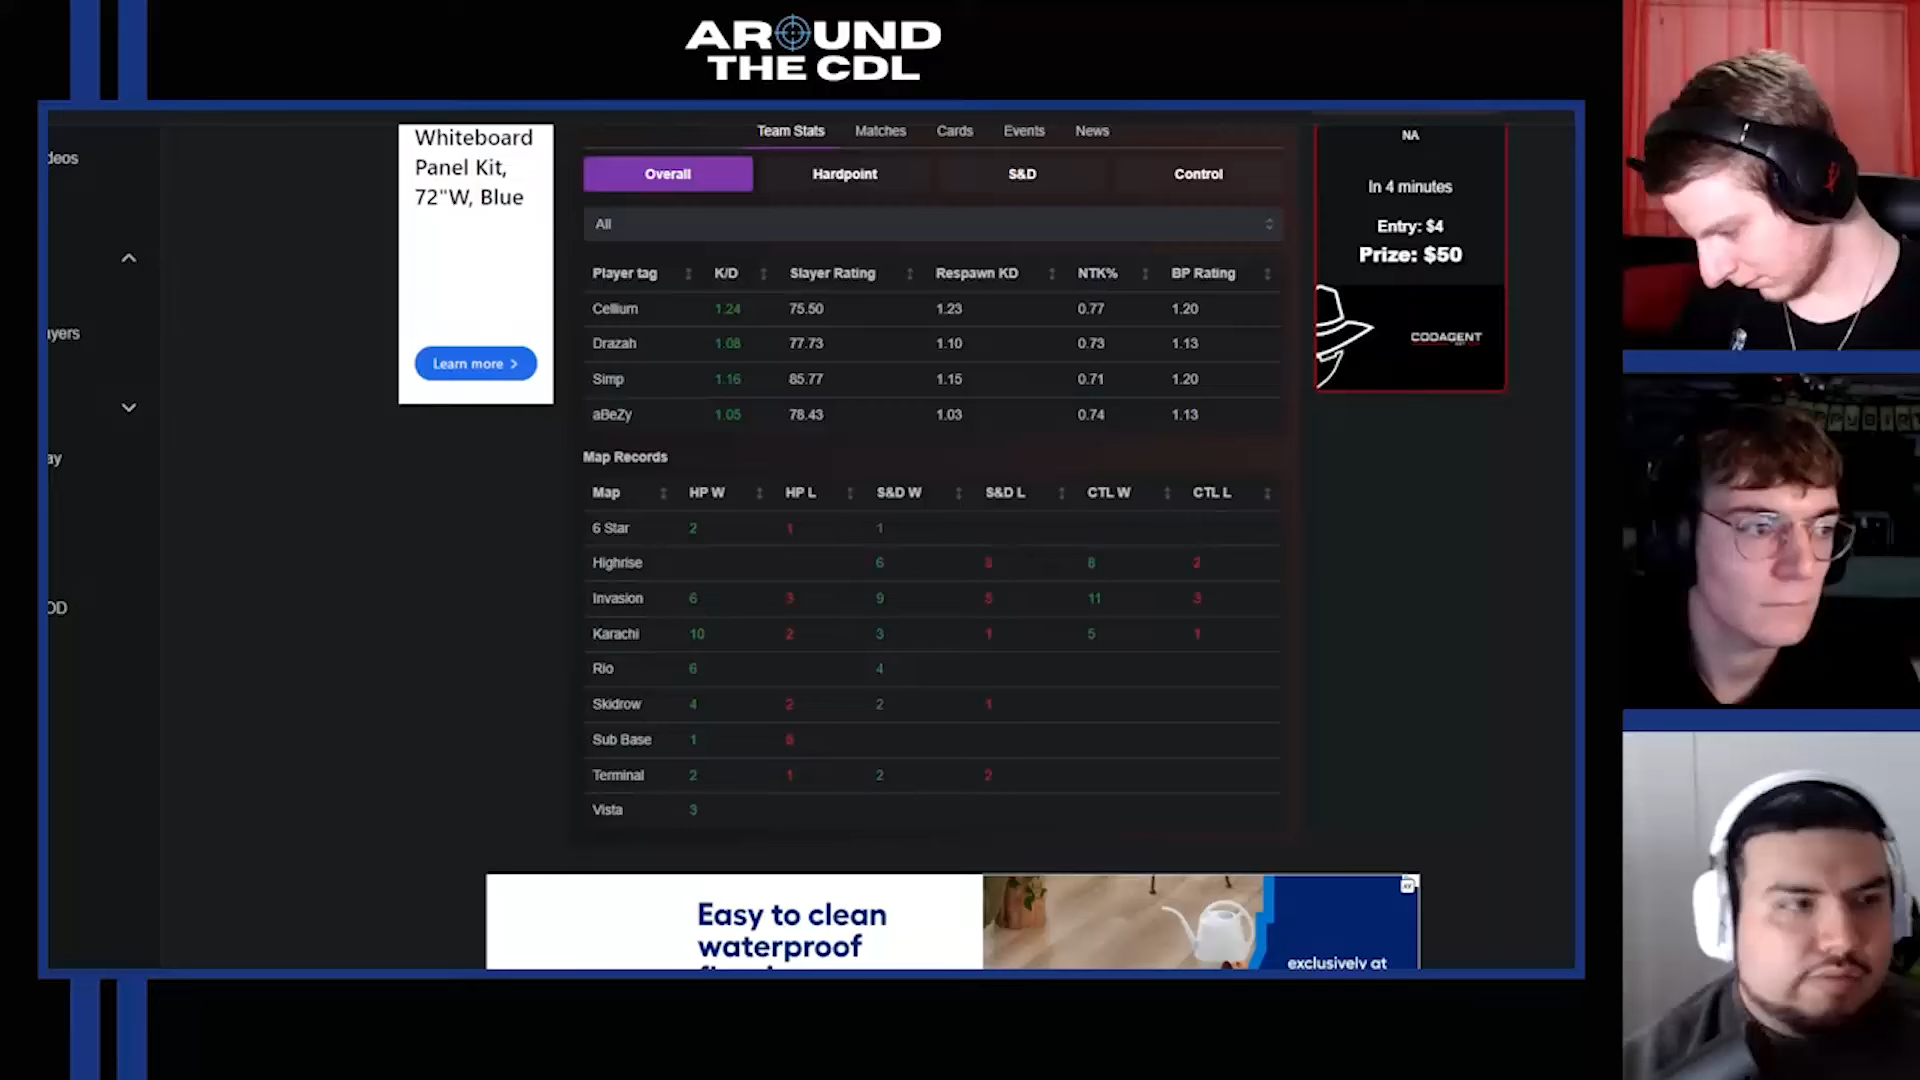 AROUND
THE CDL
Whiteboard
Panel Kit,
72"W, Blue
Learn more >
deos
yers
ay
OD
Team Stats Matches Cards Events News
Overall Hardpoint S&D Control
All
Player tag K/D Slayer Rating Respawn KD NTK% BP Rating
Cellium 1.24 75.50 1.23 0.77 1.20
Drazah 1.08 77.73 1.10 0.73 1.13
Simp 1.16 85.77 1.15 0.71 1.20
aBeZy 1.05 78.43 1.03 0.74 1.13
Map Records
Map HP W HP L S&D W S&D L CTL W CTL L
6 Star 2 1 1
Highrise 6 8 2
Invasion 6 3 9 5 11 3
Karachi 10 2 3 1 5 1
Rio 6 4
Skidrow 4 2 2 1
Sub Base 1
Terminal 2 1 2 2
Vista 3
NA
In 4 minutes
Entry: $4
Prize: $50
CODAGENT
Easy to clean
waterproof
exclusively at